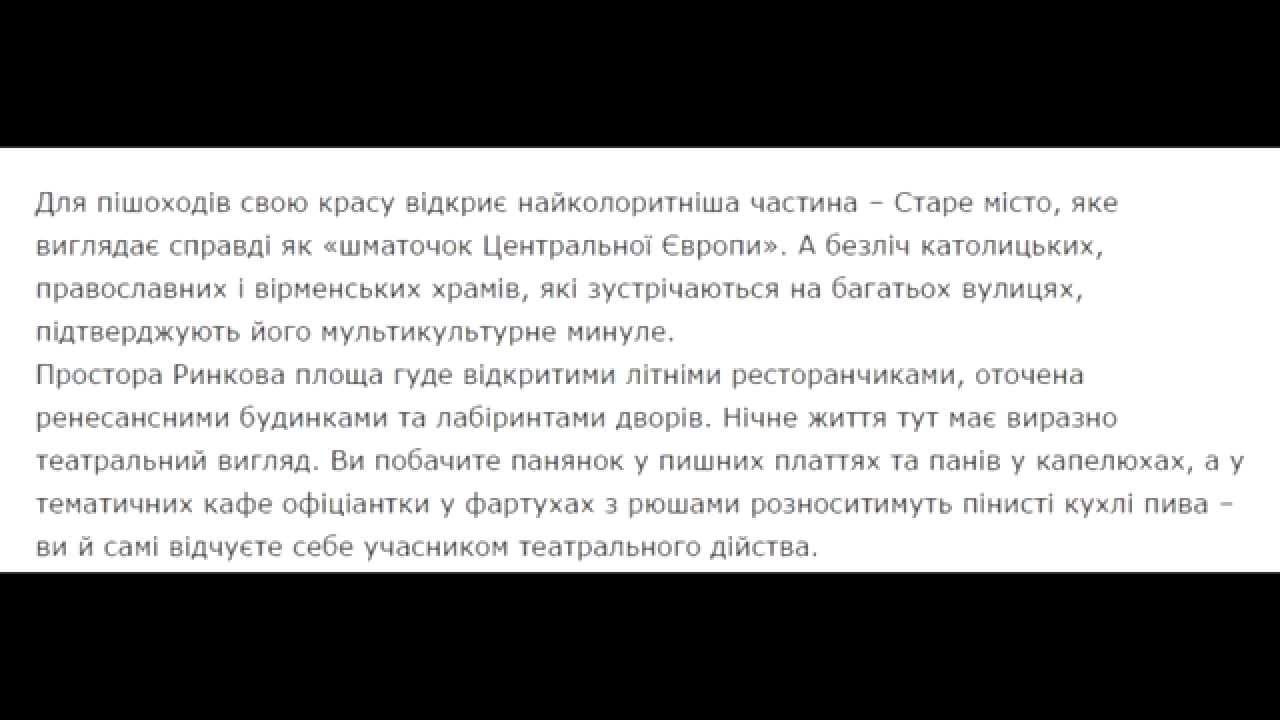 Для пішоходів свою красу відкриє найколоритніша частина – Старе місто, яке
виглядає справді як «шматочок Центральної Європи». А безліч католицьких,
православних і вірменських храмів, які зустрічаються на багатьох вулицях,
підтверджують його мультикультурне минуле.
Простора Ринкова площа гуде відкритими літніми ресторанчиками, оточена
ренесансними будинками та лабіринтами дворів. Нічне життя тут має виразно
театральний вигляд. Ви побачите панянок у пишних платтях та панів у капелюхах, а у
тематичних кафе офіціантки у фартухах з рюшами розноситимуть пінисті кухлі пива –
ви й самі відчуєте себе учасником театрального дійства.